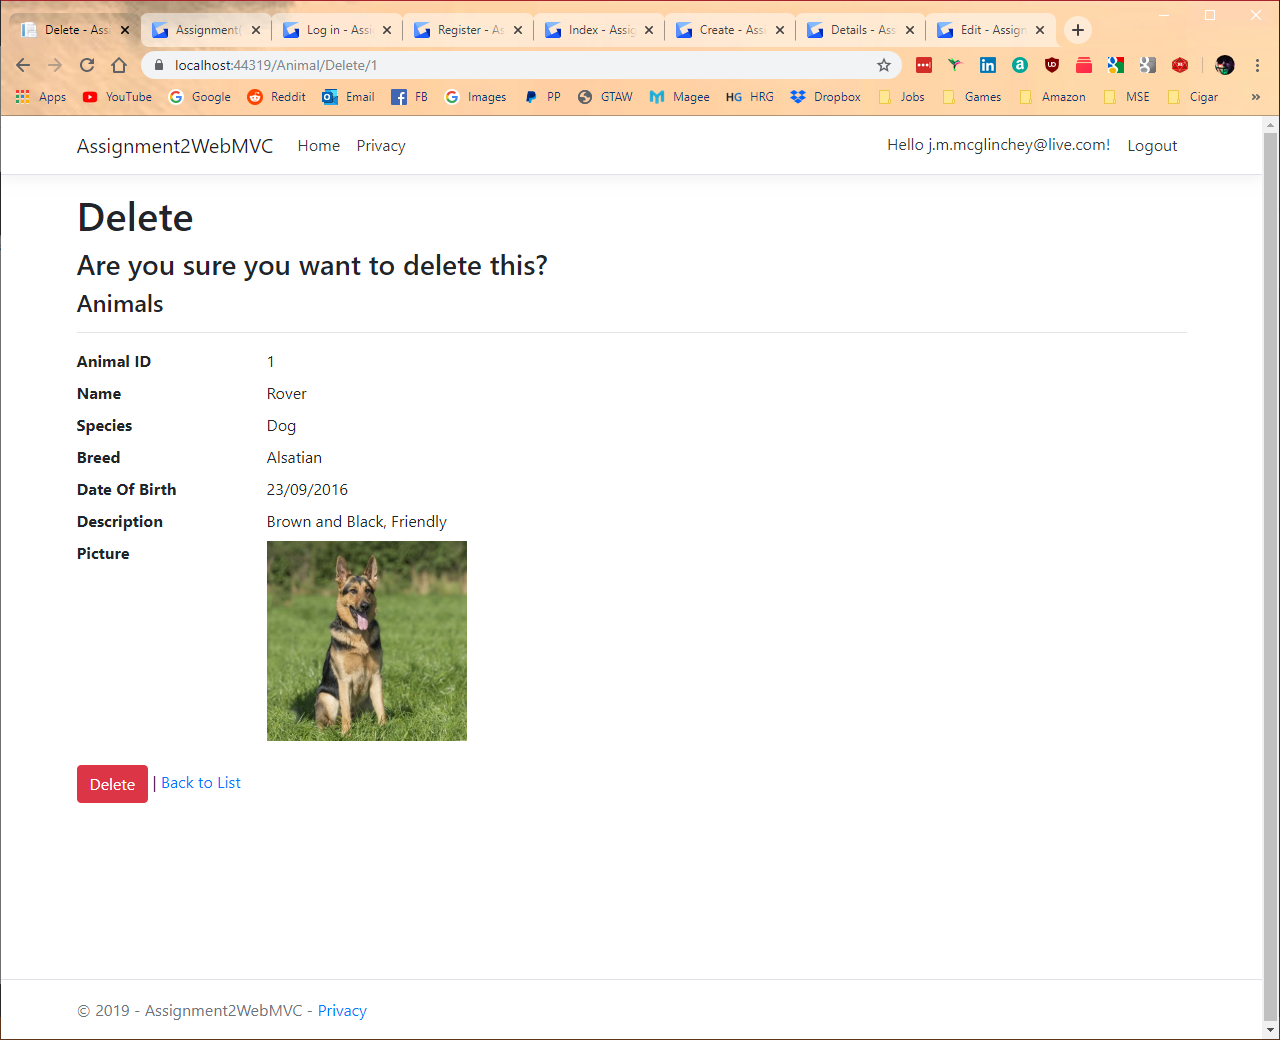 Delete - Ass
Assignment
Log in - Assi
Register - As
Index - Assig
Create - Assi
Details - Ass
Edit - Assign
localhost:44319/Animal/Delete/1
Apps YouTube Google Reddit Email FB Images PP GTAW Magee HG HRG Dropbox Jobs Games Amazon MSE Cigar »
Assignment2WebMVC Home Privacy Hello j.m.mcglinchey@live.com! Logout
Delete
Are you sure you want to delete this?
Animals
Animal ID 1
Name Rover
Species Dog
Breed Alsatian
Date Of Birth 23/09/2016
Description Brown and Black, Friendly
Picture
Delete | Back to List
© 2019 - Assignment2WebMVC - Privacy